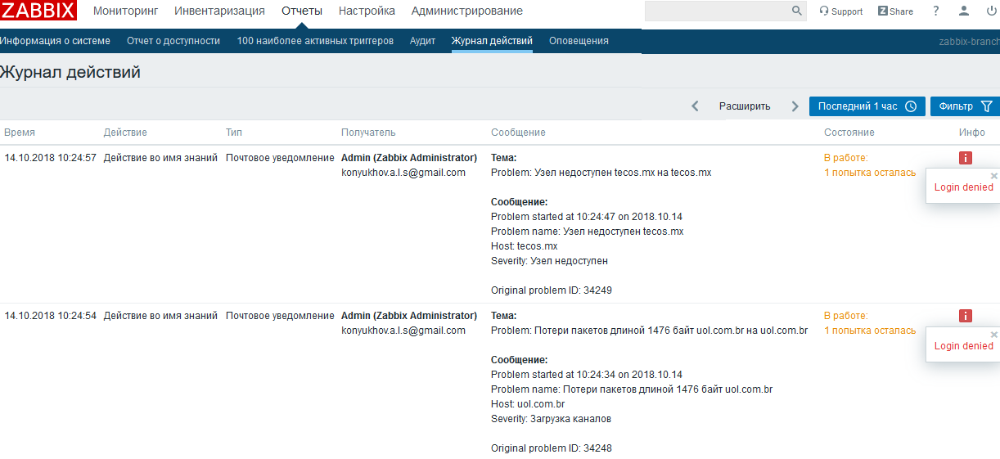 ZABBIX Мониторинг Инвентаризация Отчеты Настройка Администрирование Support Z Share ?
Информация о системе Отчет о доступности 100 наиболее активных триггеров Аудит Журнал действий Оповещения zabbix-branch
Журнал действий
Расширить Последний 1 час Фильтр
Время Действие Тип Получатель Сообщение Состояние Инфо
14.10.2018 10:24:57 Действие во имя знаний Почтовое уведомление Admin (Zabbix Administrator) Тема: В работе: i
konyukhov.a.l.s@gmail.com Problem: Узел недоступен tecos.mx на tecos.mx 1 попытка осталась
Login denied
Сообщение:
Problem started at 10:24:47 on 2018.10.14
Problem name: Узел недоступен tecos.mx
Host: tecos.mx
Severity: Узел недоступен
Original problem ID: 34249
14.10.2018 10:24:54 Действие во имя знаний Почтовое уведомление Admin (Zabbix Administrator) Тема: В работе: i
konyukhov.a.l.s@gmail.com Problem: Потери пакетов длиной 1476 байт uol.com.br на uol.com.br 1 попытка осталась
Login denied
Сообщение:
Problem started at 10:24:34 on 2018.10.14
Problem name: Потери пакетов длиной 1476 байт uol.com.br
Host: uol.com.br
Severity: Загрузка каналов
Original problem ID: 34248